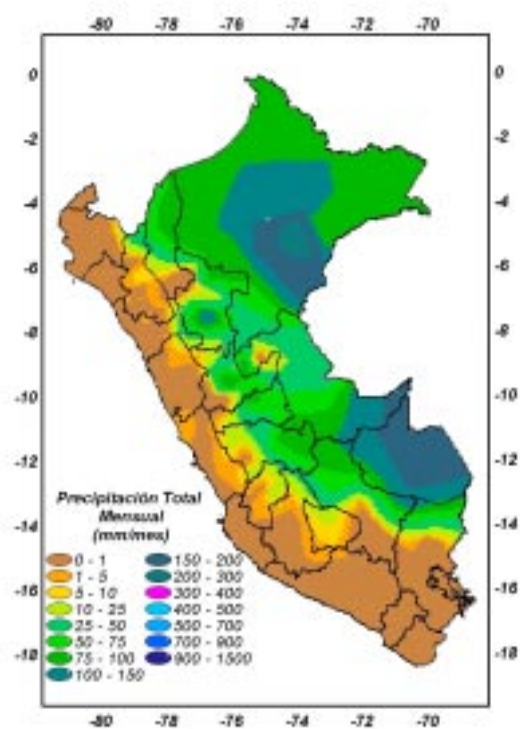 -80 -78 -76 -74 -72 -70
0 0
-2 -2
-4 -4
-6 -6
-8 -8
-10 -10
-12 -12
-14 -14
-16 -16
-18 -18
Precipitación Total
Mensual
(mm/mes)
0 - 1
1 - 5
5 - 10
10 - 25
25 - 50
50 - 75
75 - 100
100 - 150
150 - 200
200 - 300
300 - 400
400 - 500
500 - 700
700 - 900
900 - 1500
-80 -78 -76 -74 -72 -70